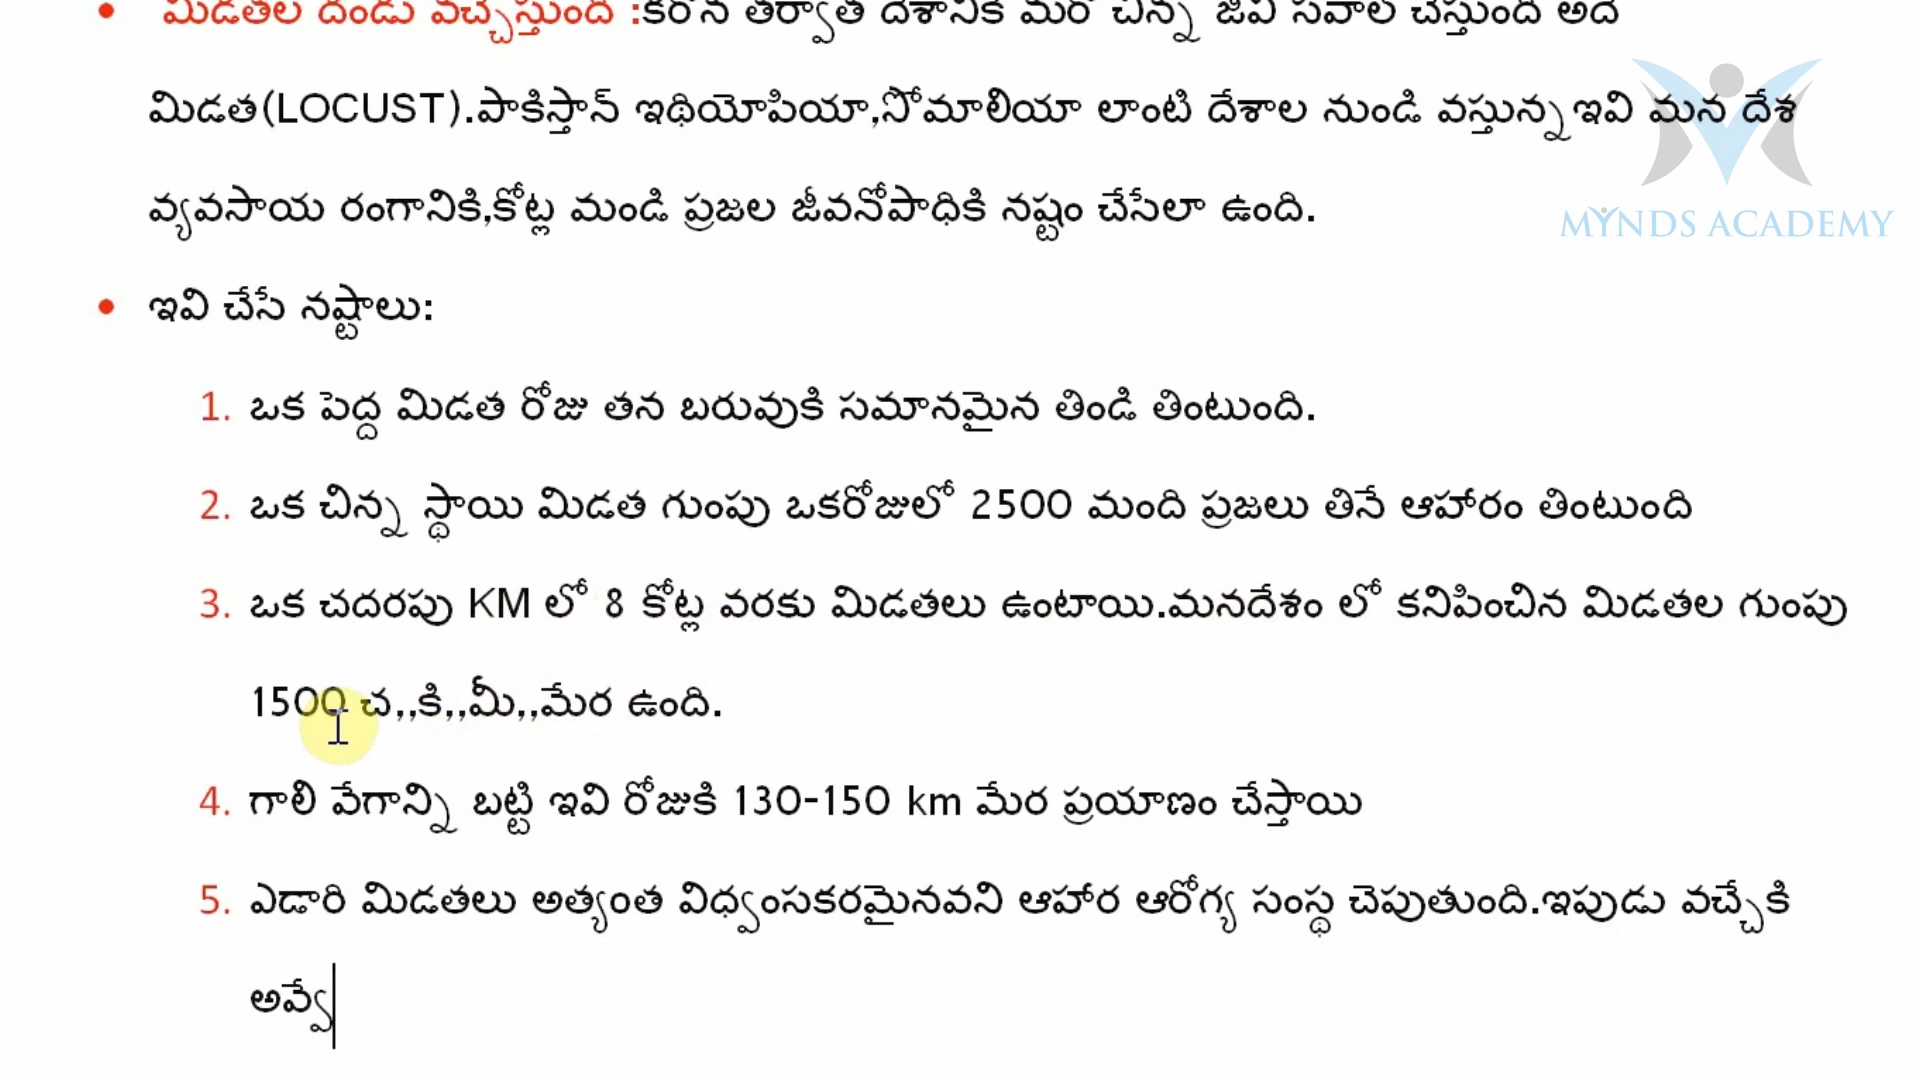 • మిడతల దండు వచ్చేస్తుంది :కరోన తర్వాత దేశానికి మరో చిన్న జీవి సవాల్ చేస్తుంది అదే
మిడత(LOCUST).పాకిస్తాన్ ఇథియోపియా,సోమాలియా లాంటి దేశాల నుండి వస్తున్న ఇవి మన దేశ
వ్యవసాయ రంగానికి,కోట్ల మండి ప్రజల జీవనోపాధికి నష్టం చేసేలా ఉంది.
MYNDS ACADEMY
• ఇవి చేసే నష్టాలు:
1. ఒక పెద్ద మిడత రోజు తన బరువుకి సమానమైన తిండి తింటుంది.
2. ఒక చిన్న స్థాయి మిడత గుంపు ఒకరోజులో 2500 మంది ప్రజలు తినే ఆహారం తింటుంది
3. ఒక చదరపు KM లో 8 కోట్ల వరకు మిడతలు ఉంటాయి.మనదేశం లో కనిపించిన మిడతల గుంపు
1500 చ,,కి,,మీ,,మేర ఉంది.
4. గాలి వేగాన్ని బట్టి ఇవి రోజుకి 130-150 km మేర ప్రయాణం చేస్తాయి
5. ఎడారి మిడతలు అత్యంత విధ్వంసకరమైనవని ఆహార ఆరోగ్య సంస్థ చెపుతుంది.ఇపుడు వచ్చేకి
అవ్వే